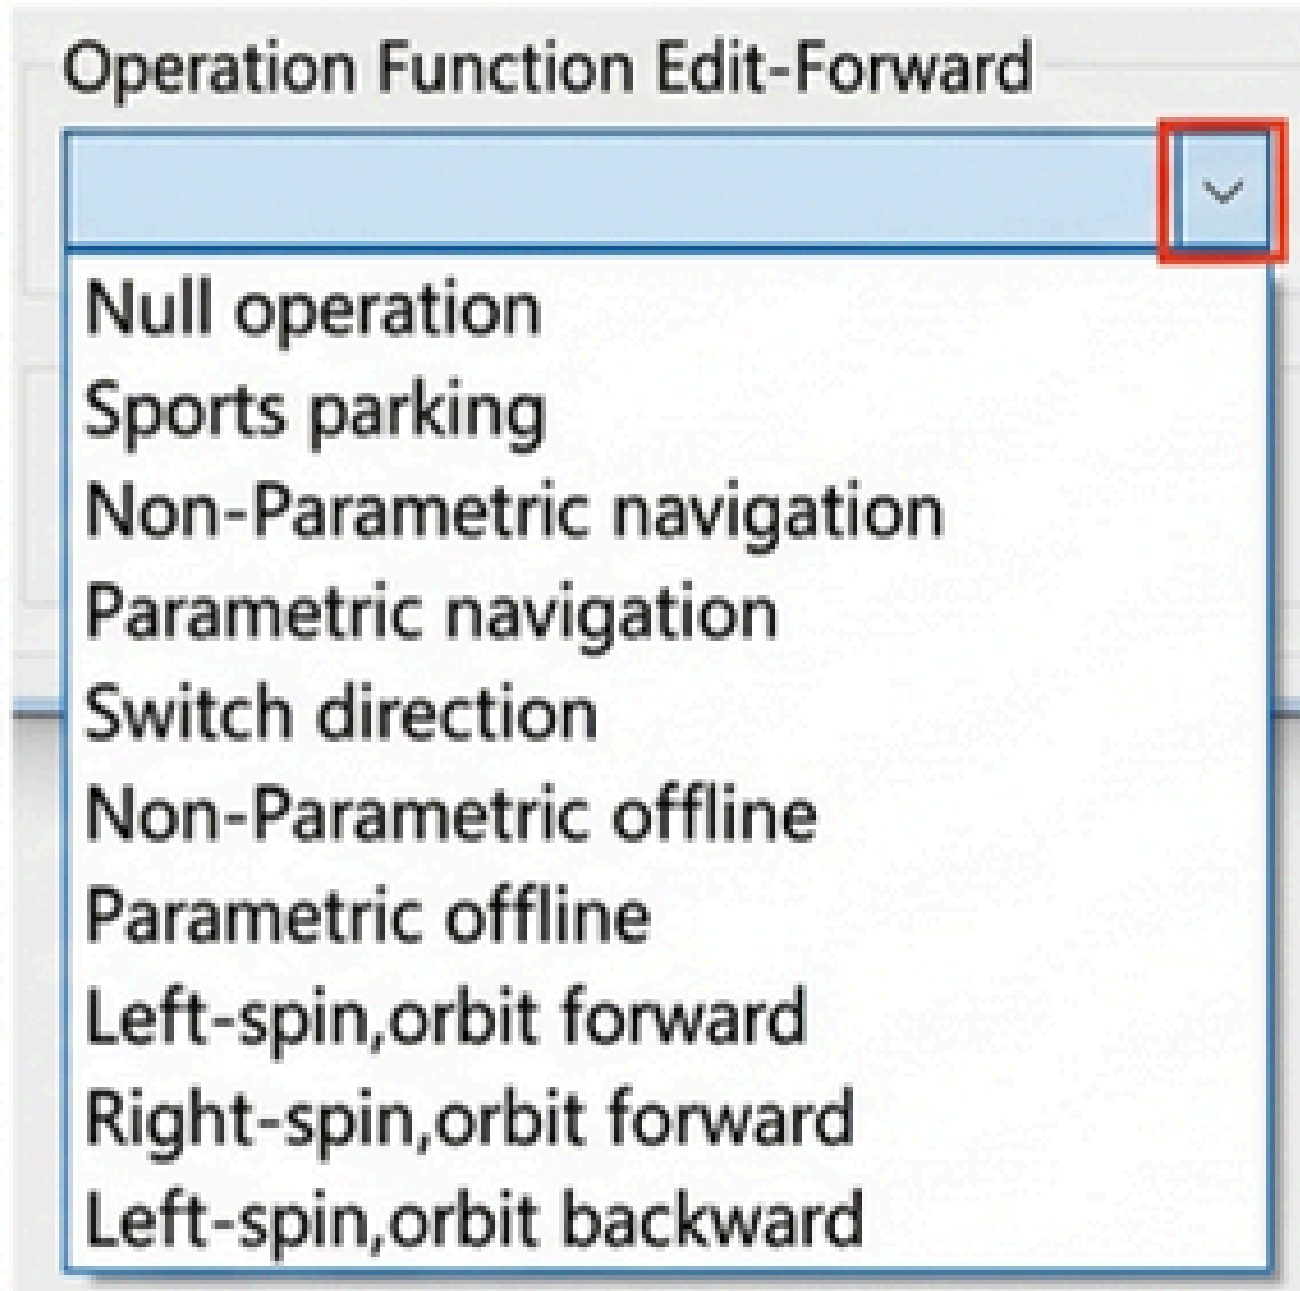 Operation Function Edit-Forward
Null operation
Sports parking
Non-Parametric navigation
Parametric navigation
Switch direction
Non-Parametric offline
Parametric offline
Left-spin,orbit forward
Right-spin,orbit forward
Left-spin,orbit backward